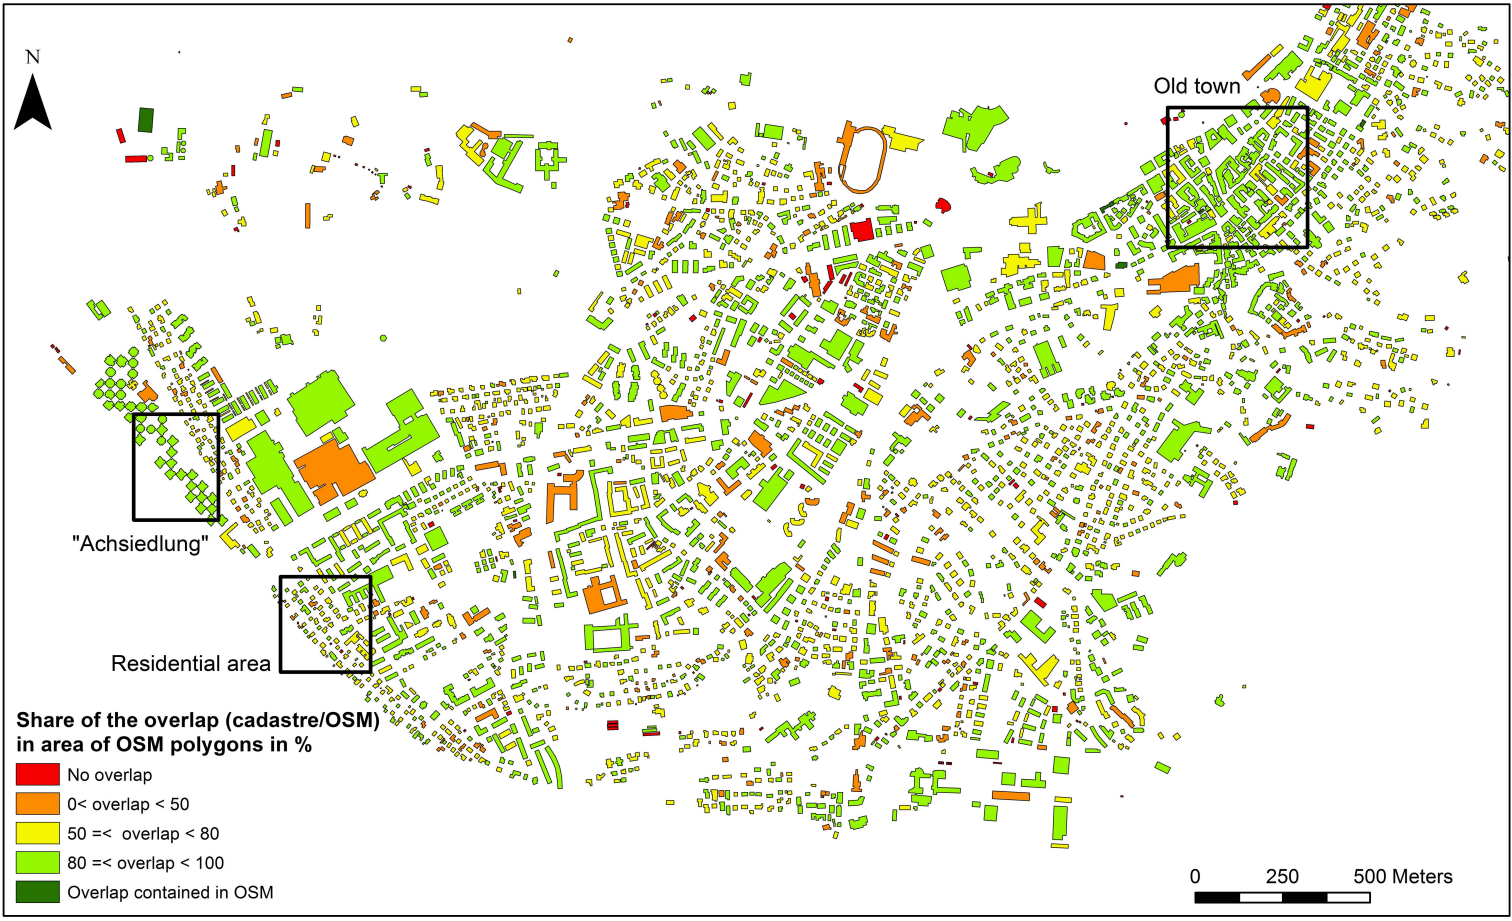 N
Old town
"Achsiedlung"
Residential area
Share of the overlap (cadastre/OSM)
in area of OSM polygons in %
No overlap
0< overlap < 50
50 =< overlap < 80
80 =< overlap < 100
Overlap contained in OSM
0 250 500 Meters